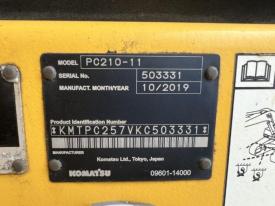 MODEL PC210-11
SERIAL No. 503331
MANUFACT. MONTH/YEAR 10/2019
Product Identification Number
*KMTPC257VKC503331*
MANUFACTURER
Komatsu Ltd., Tokyo, Japan
KOMATSU 09601-14000